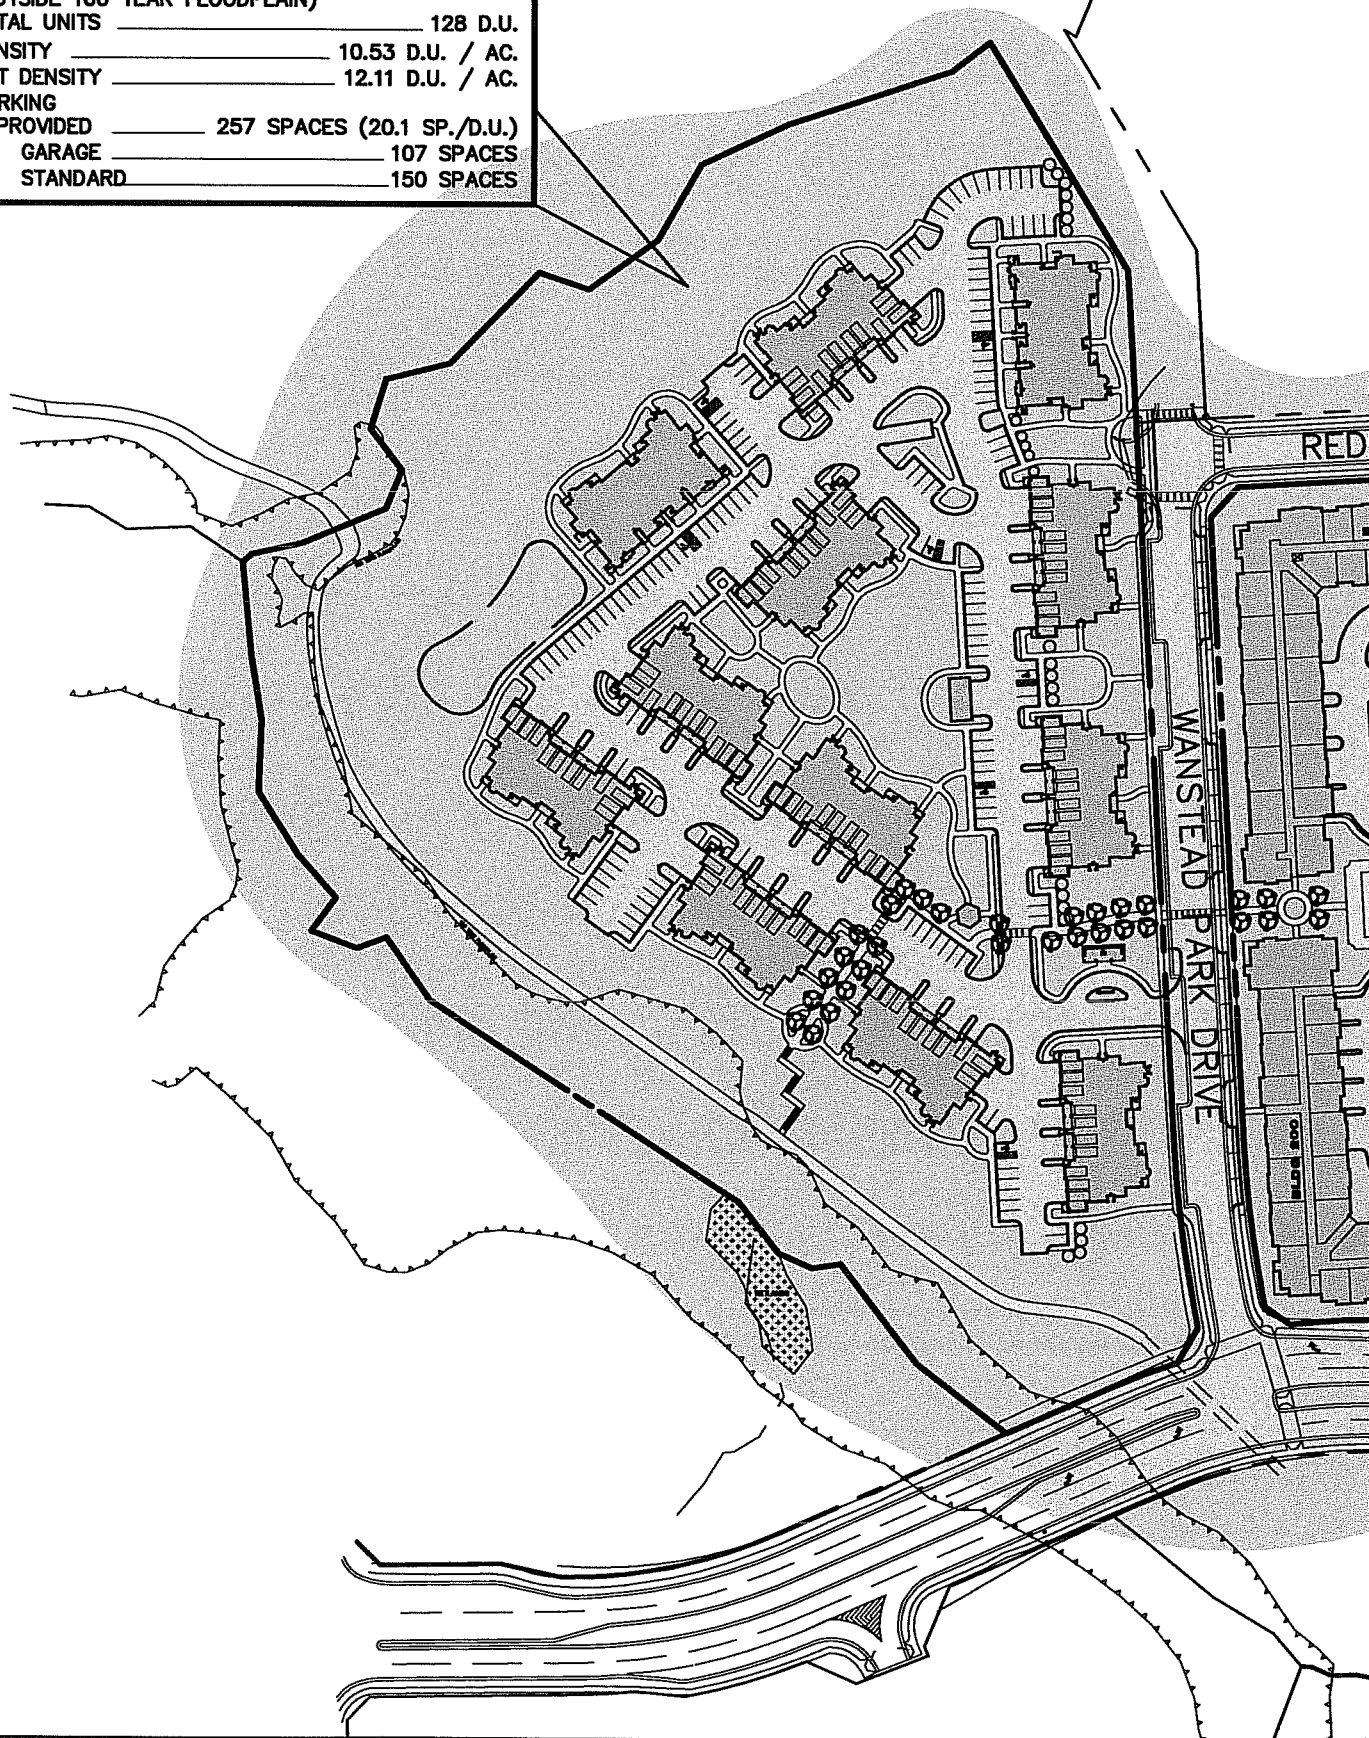 100 YEAR FLOODPLAIN)
TAL UNITS 128 D.U.
NSITY 10.53 D.U. / AC.
T DENSITY 12.11 D.U. / AC.
RKING
PROVIDED 257 SPACES (20.1 SP./D.U.)
GARAGE 107 SPACES
STANDARD 150 SPACES
RED
WANSTEAD PARK DRIVE